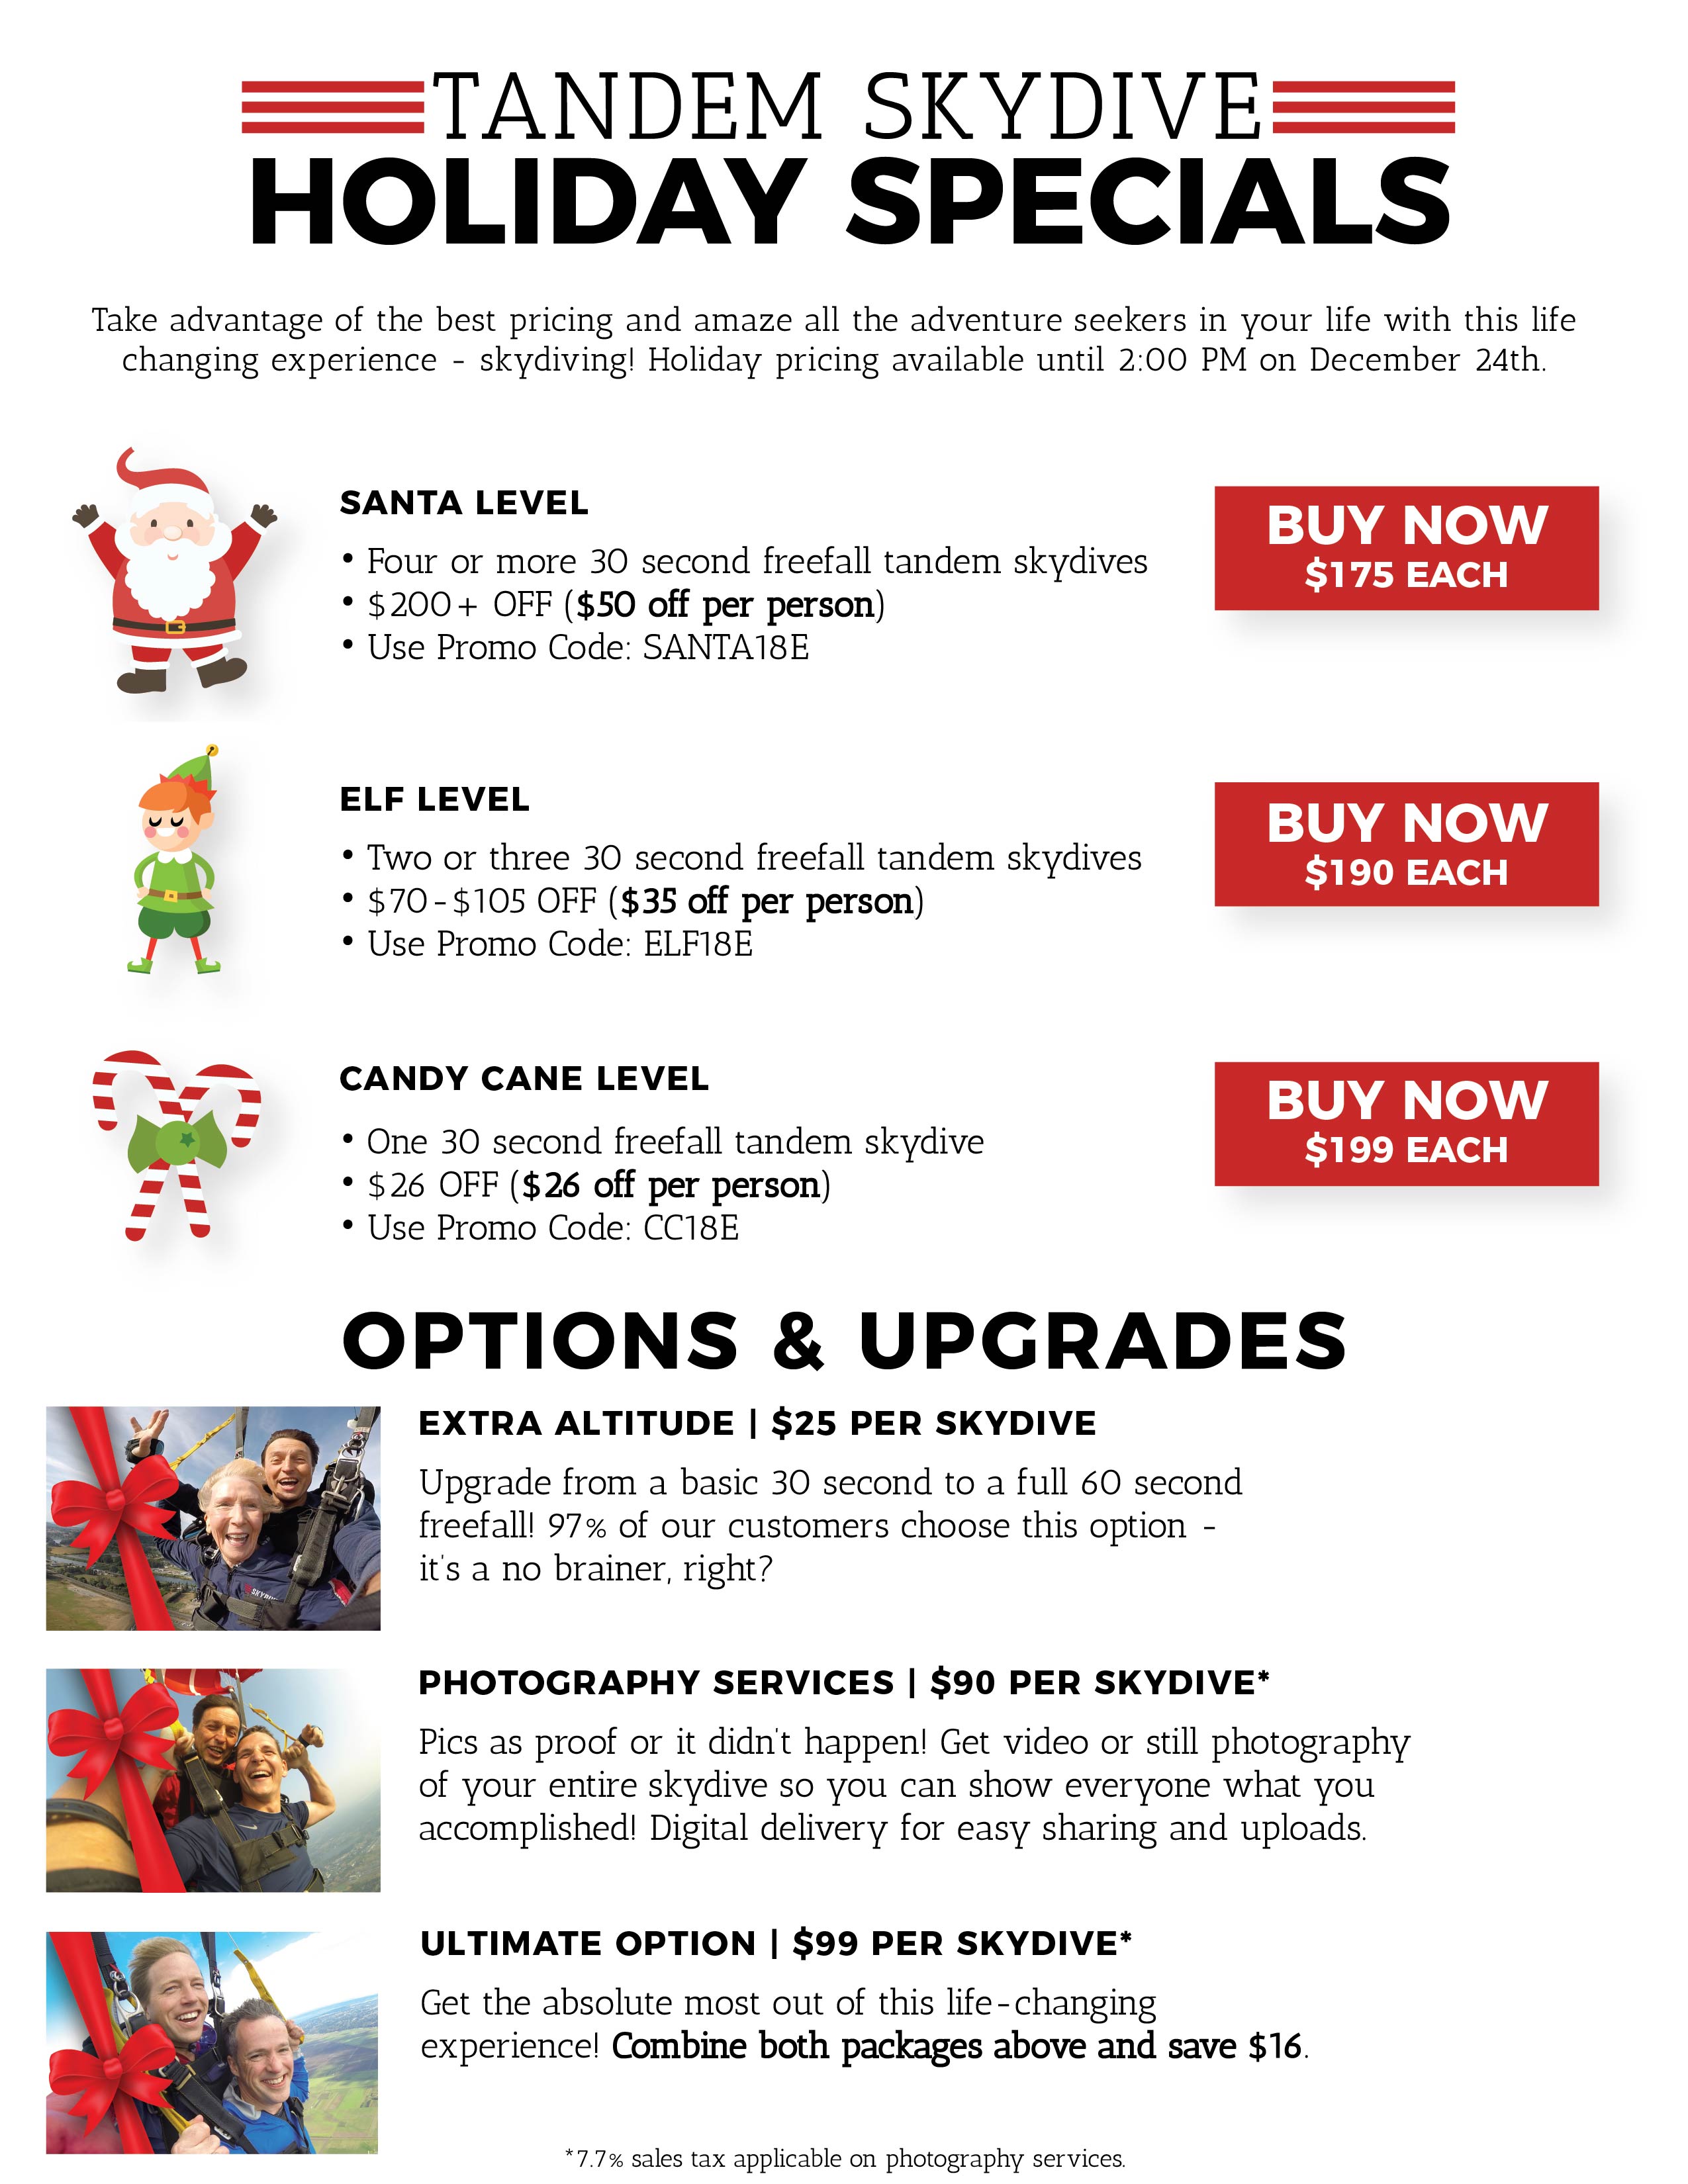 TANDEM SKYDIVE
HOLIDAY SPECIALS
Take advantage of the best pricing and amaze all the adventure seekers in your life with this life
changing experience - skydiving! Holiday pricing available until 2:00 PM on December 24th.
SANTA LEVEL
• Four or more 30 second freefall tandem skydives
• $200+ OFF ($50 off per person)
• Use Promo Code: SANTA18E
BUY NOW
$175 EACH
ELF LEVEL
• Two or three 30 second freefall tandem skydives
• $70-$105 OFF ($35 off per person)
• Use Promo Code: ELF18E
BUY NOW
$190 EACH
CANDY CANE LEVEL
• One 30 second freefall tandem skydive
• $26 OFF ($26 off per person)
• Use Promo Code: CC18E
BUY NOW
$199 EACH
OPTIONS & UPGRADES
EXTRA ALTITUDE | $25 PER SKYDIVE
Upgrade from a basic 30 second to a full 60 second
freefall! 97% of our customers choose this option -
it's a no brainer, right?
PHOTOGRAPHY SERVICES | $90 PER SKYDIVE*
Pics as proof or it didn't happen! Get video or still photography
of your entire skydive so you can show everyone what you
accomplished! Digital delivery for easy sharing and uploads.
ULTIMATE OPTION | $99 PER SKYDIVE*
Get the absolute most out of this life-changing
experience! Combine both packages above and save $16.
*7.7% sales tax applicable on photography services.